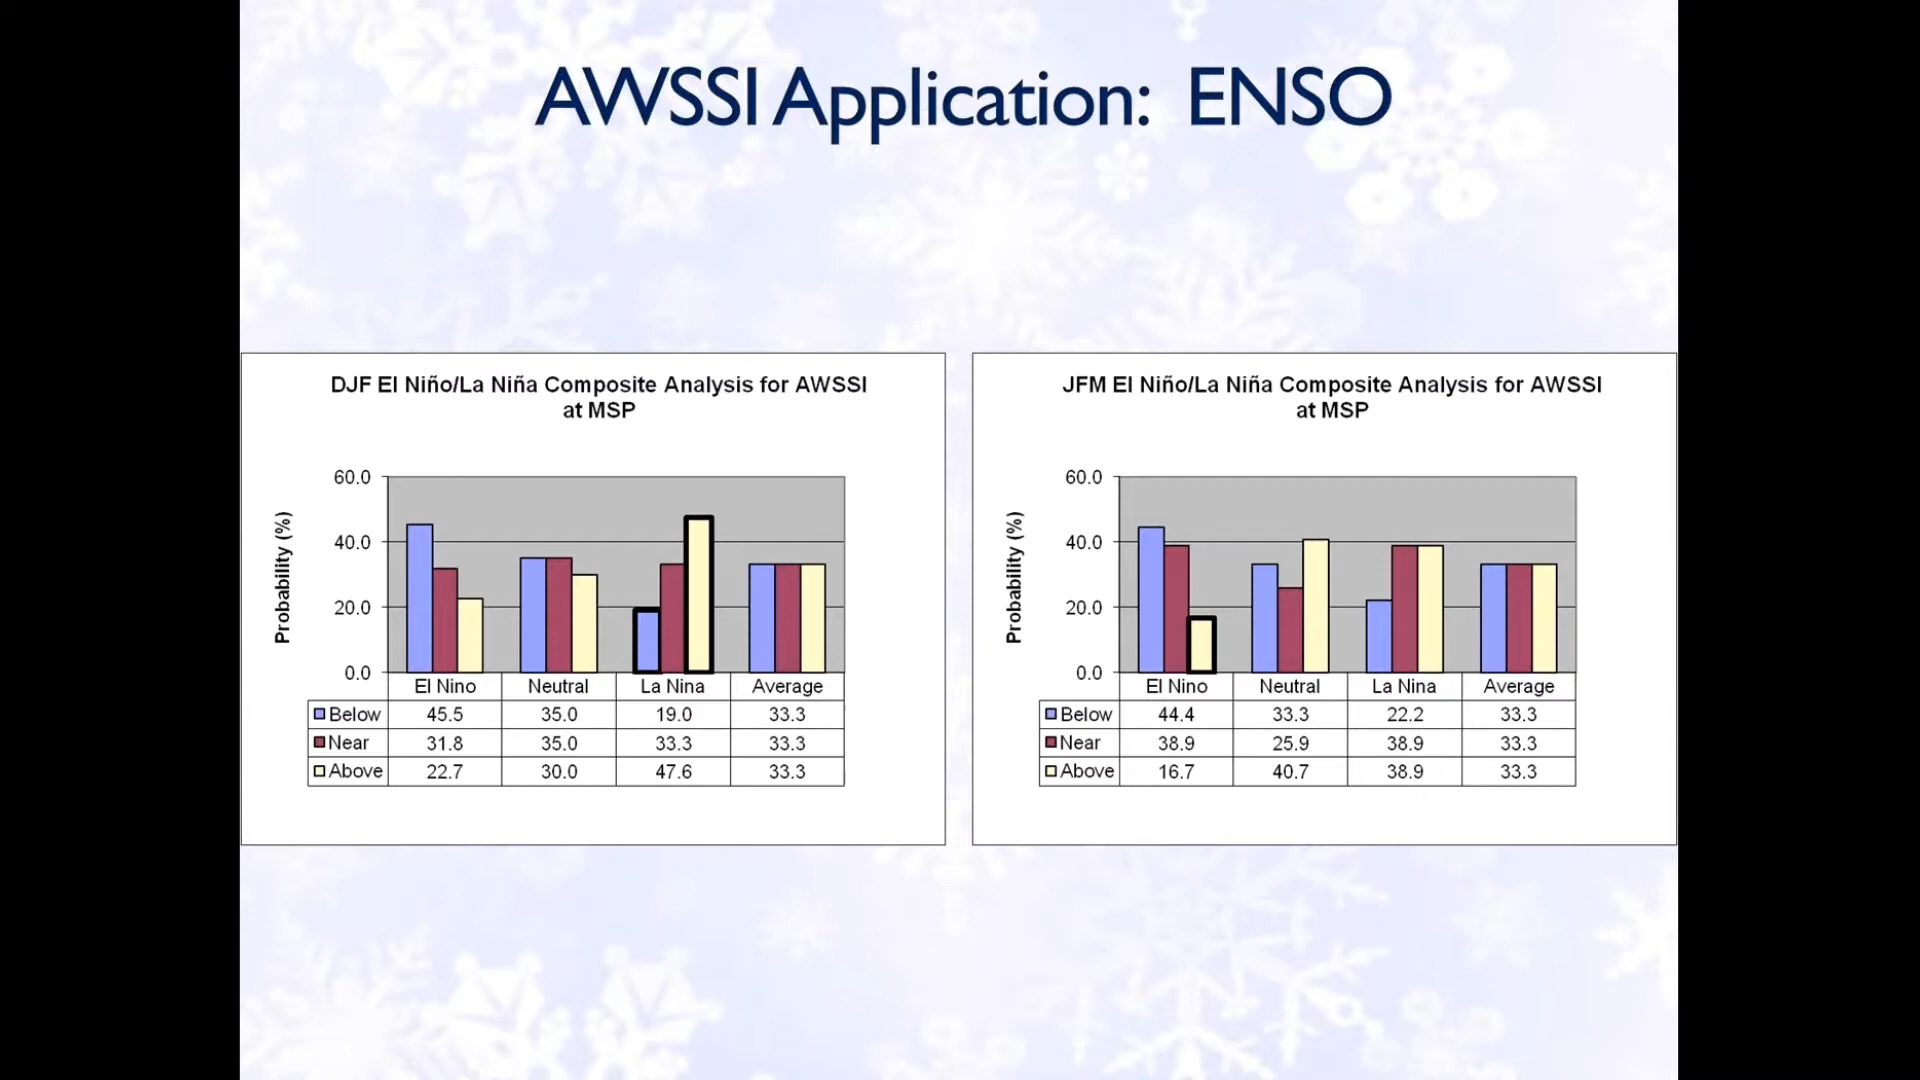 AWSSI Application: ENSO
DJF El Niño/La Niña Composite Analysis for AWSSI
at MSP
Probability (%)
60.0
40.0
20.0
0.0
El Nino Neutral La Nina Average
Below 45.5 35.0 19.0 33.3
Near 31.8 35.0 33.3 33.3
Above 22.7 30.0 47.6 33.3
JFM El Niño/La Niña Composite Analysis for AWSSI
at MSP
Probability (%)
60.0
40.0
20.0
0.0
El Nino Neutral La Nina Average
Below 44.4 33.3 22.2 33.3
Near 38.9 25.9 38.9 33.3
Above 16.7 40.7 38.9 33.3